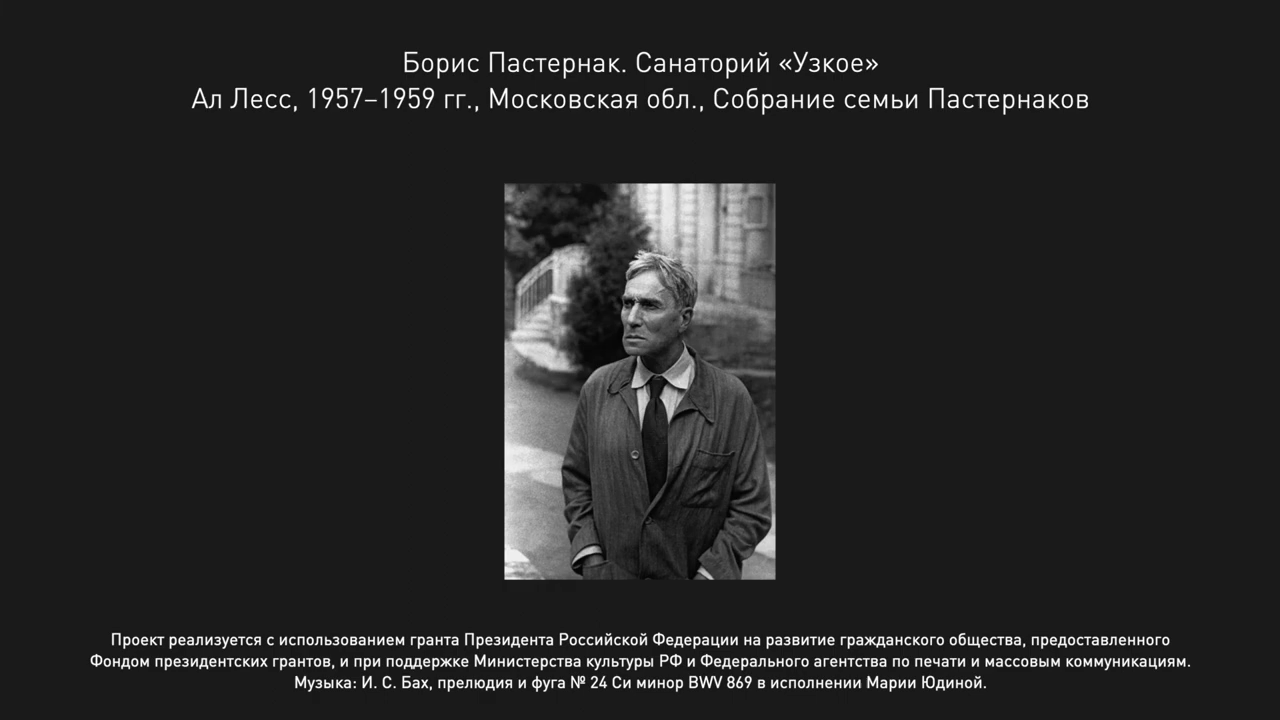 Борис Пастернак. Санаторий «Узкое»
Ал Лесс, 1957–1959 гг., Московская обл., Собрание семьи Пастернаков
Проект реализуется с использованием гранта Президента Российской Федерации на развитие гражданского общества, предоставленного
Фондом президентских грантов, и при поддержке Министерства культуры РФ и Федерального агентства по печати и массовым коммуникациям.
Музыка: И. С. Бах, прелюдия и фуга № 24 Си минор BWV 869 в исполнении Марии Юдиной.